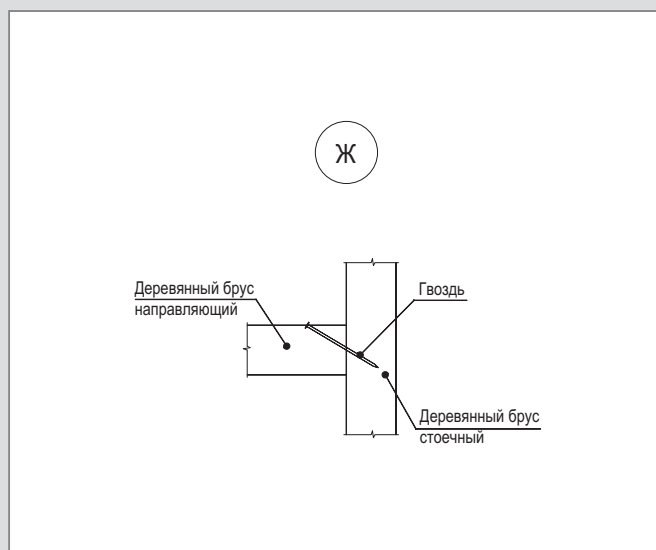 Ж
Деревянный брус
направляющий
Гвоздь
Деревянный брус
стоечный